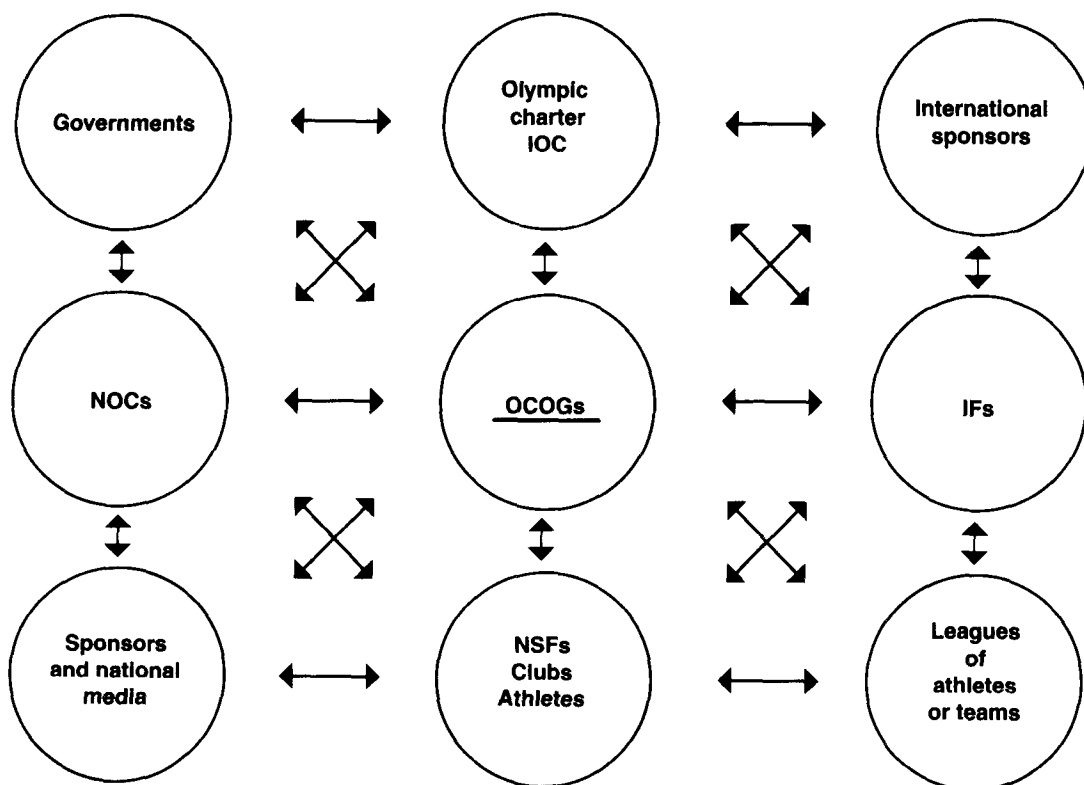 Governments
Olympic
charter
IOC
International
sponsors
NOCs
OCOGs
IFs
Sponsors
and national
media
NSFs
Clubs
Athletes
Leagues
of
athletes
or teams